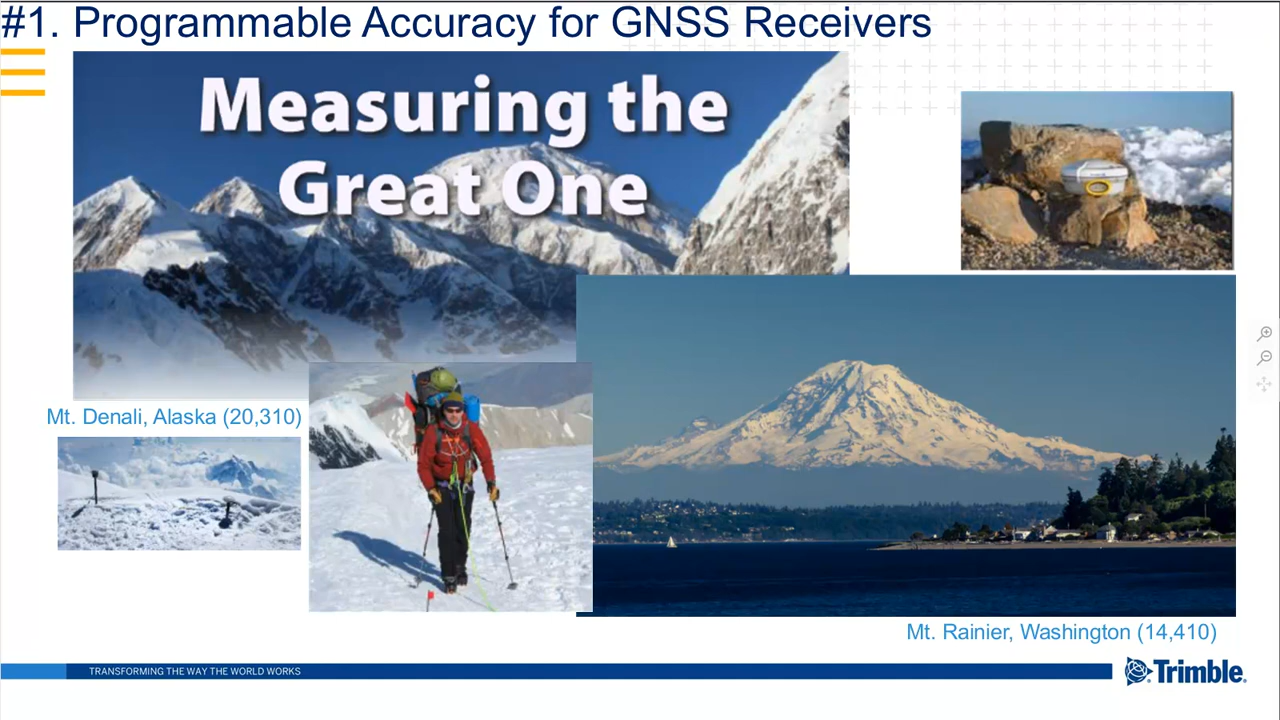 #1. Programmable Accuracy for GNSS Receivers
Measuring the
Great One
Mt. Denali, Alaska (20,310)
Mt. Rainier, Washington (14,410)
TRANSFORMING THE WAY THE WORLD WORKS
Trimble